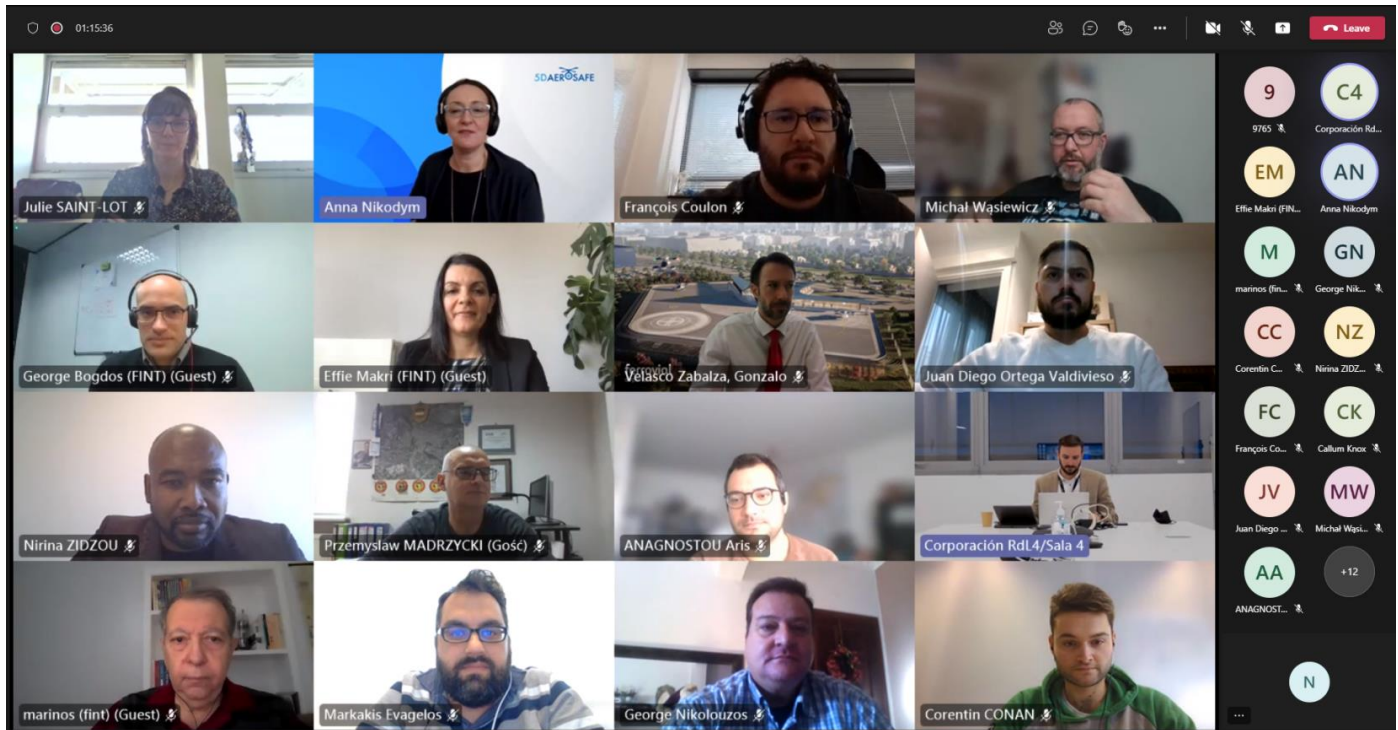 01:15:36
Leave
5DAEROSAFE
Julie SAINT-LOT
Anna Nikodym
François Coulon
Michał Wąsiewicz
George Bogdos (FINT) (Guest)
Effie Makri (FINT) (Guest)
ferrovial
Velasco Zabalza, Gonzalo
Juan Diego Ortega Valdivieso
Nirina ZIDZOU
Przemysław MADRZYCKI (Gość)
ANAGNOSTOU Aris
Corporación RdL4/Sala 4
marinos (fint) (Guest)
Markakis Evagelos
George Nikolouzos
Corentin CONAN
9
C4
9765
Corporación Rd...
EM
AN
Effie Makri (FIN...
Anna Nikodym
M
GN
marinos (fin...
George Nik...
CC
NZ
Corentin C...
Nirina ZIDZ...
FC
CK
François Co...
Callum Knox
JV
MW
Juan Diego ...
Michał Wąsi...
AA
+12
ANAGNOST...
N